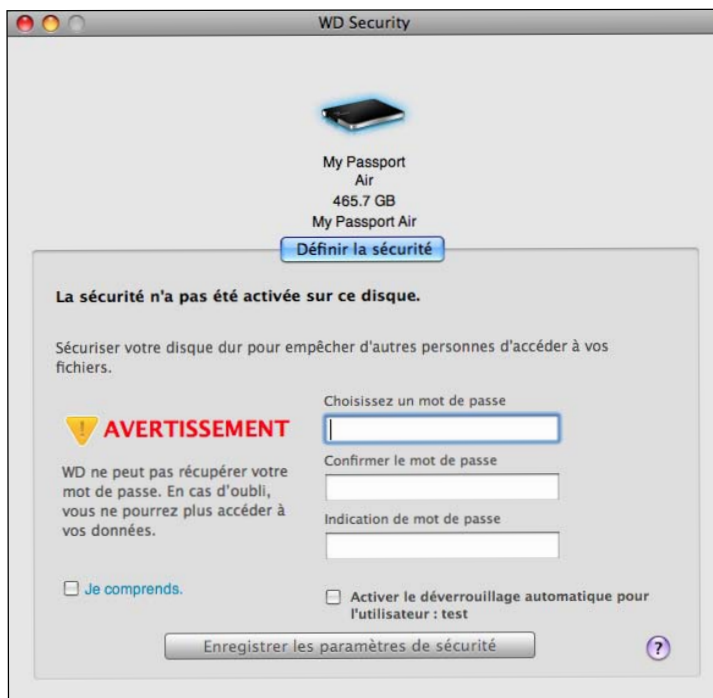 WD Security
My Passport
Air
465.7 GB
My Passport Air
Définir la sécurité
La sécurité n'a pas été activée sur ce disque.
Sécuriser votre disque dur pour empêcher d'autres personnes d'accéder à vos
fichiers.
AVERTISSEMENT
WD ne peut pas récupérer votre
mot de passe. En cas d'oubli,
vous ne pourrez plus accéder à
vos données.
Je comprends.
Choisissez un mot de passe
Confirmer le mot de passe
Indication de mot de passe
Activer le déverrouillage automatique pour
l'utilisateur : test
Enregistrer les paramètres de sécurité
?